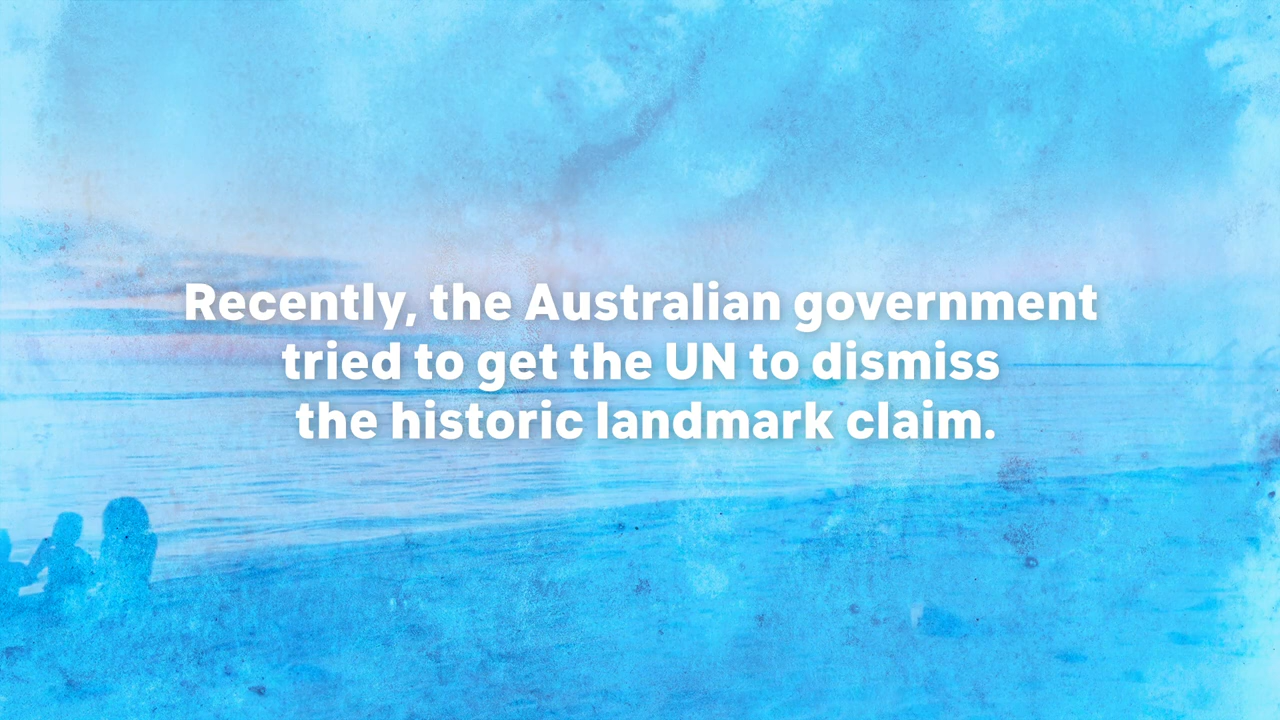 Recently, the Australian government
tried to get the UN to dismiss
the historic landmark claim.